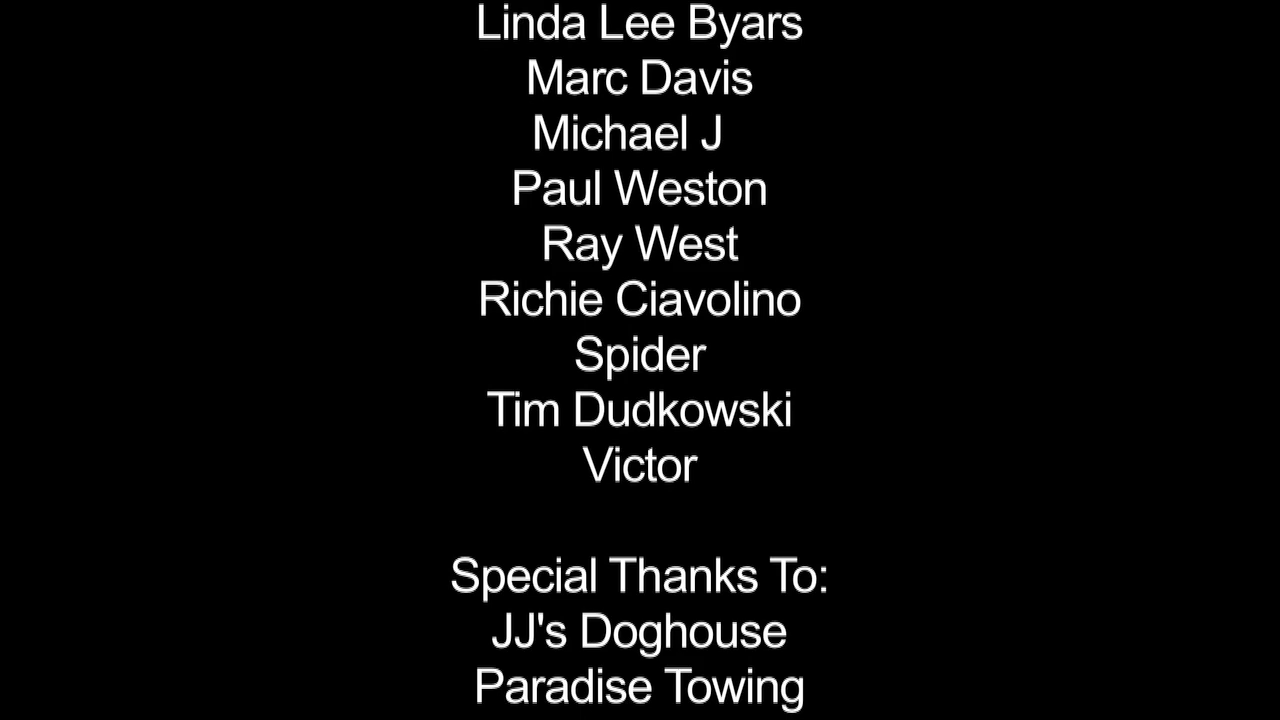 Linda Lee Byars
Marc Davis
Michael J
Paul Weston
Ray West
Richie Ciavolino
Spider
Tim Dudkowski
Victor
Special Thanks To:
JJ's Doghouse
Paradise Towing